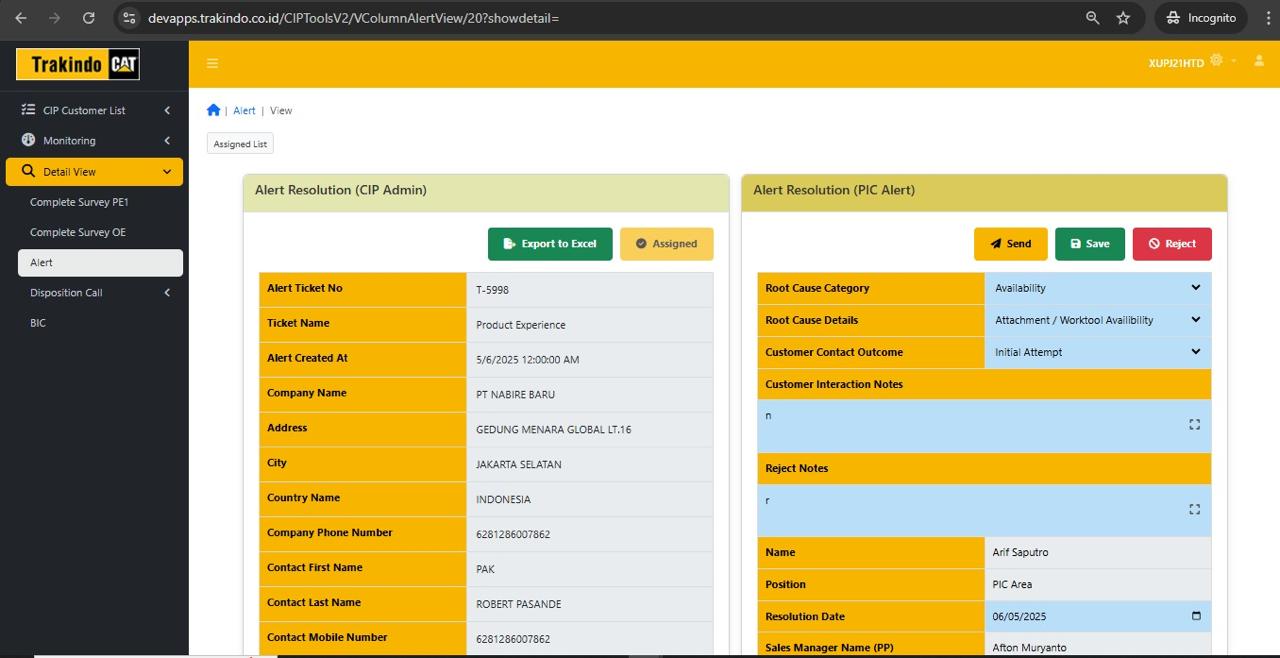 devapps.trakindo.co.id/CIPToolsV2/VColumnAlertView/20?showdetail=
Incognito
Trakindo CAT
XUPJ21HTD
CIP Customer List
Monitoring
Detail View
Complete Survey PE1
Complete Survey OE
Alert
Disposition Call
BIC
| Alert | View
Assigned List
Alert Resolution (CIP Admin)
Export to Excel
Assigned
Alert Ticket No T-5998
Ticket Name Product Experience
Alert Created At 5/6/2025 12:00:00 AM
Company Name PT NABIRE BARU
Address GEDUNG MENARA GLOBAL LT.16
City JAKARTA SELATAN
Country Name INDONESIA
Company Phone Number 6281286007862
Contact First Name PAK
Contact Last Name ROBERT PASANDE
Contact Mobile Number 6281286007862
Alert Resolution (PIC Alert)
Send
Save
Reject
Root Cause Category Availability
Root Cause Details Attachment / Worktool Availibility
Customer Contact Outcome Initial Attempt
Customer Interaction Notes
n
Reject Notes
r
Name Arif Saputro
Position PIC Area
Resolution Date 06/05/2025
Sales Manager Name (PP) Afton Muryanto